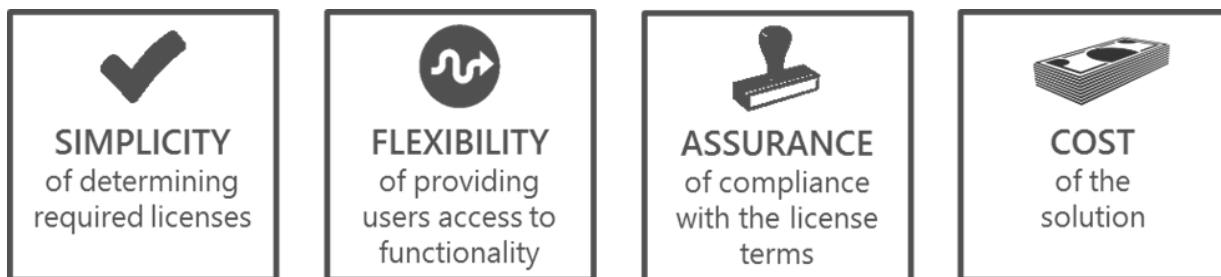 SIMPLICITY
of determining
required licenses
FLEXIBILITY
of providing
users access to
functionality
ASSURANCE
of compliance
with the license
terms
COST
of the
solution